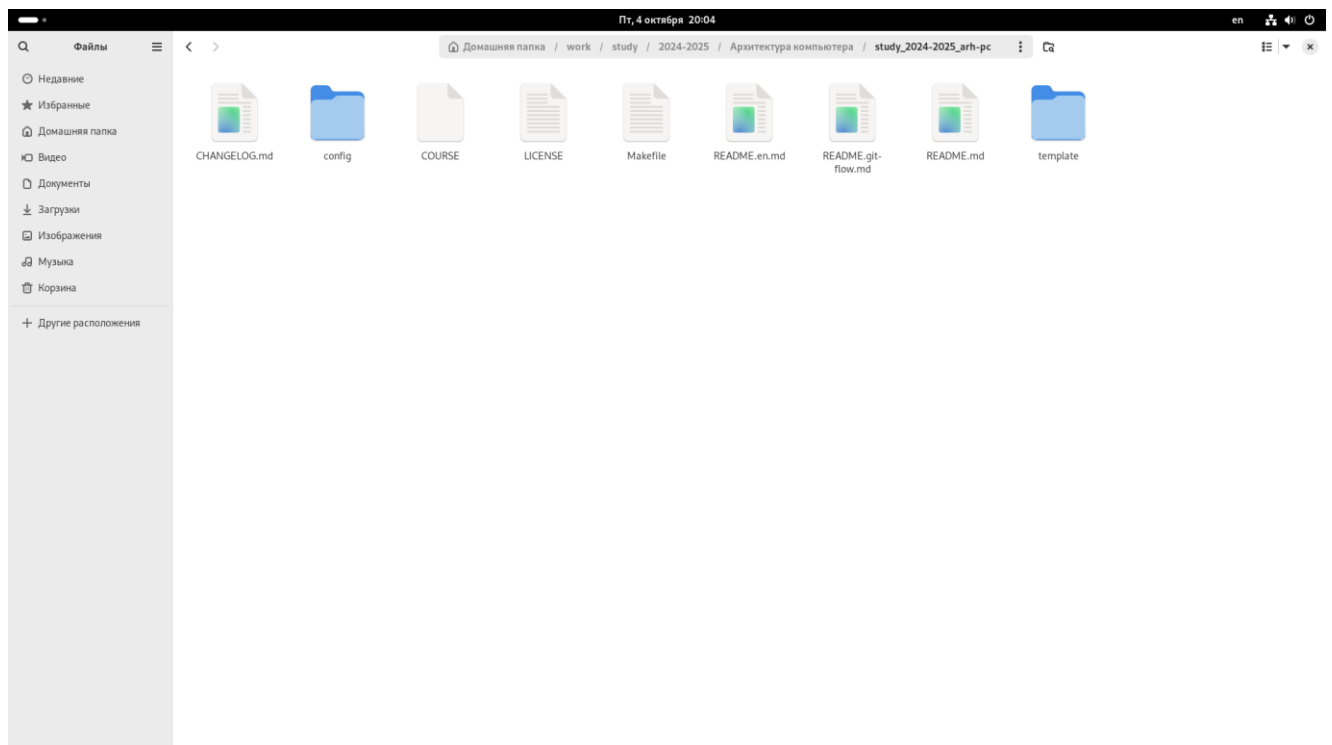 Пт, 4 октября 20:04
en
Файлы
Домашняя папка / work / study / 2024-2025 / Архитектура компьютера / study_2024-2025_arh-pc
Недавние
Избранные
Домашняя папка
Видео
Документы
Загрузки
Изображения
Музыка
Корзина
Другие расположения
CHANGELOG.md
config
COURSE
LICENSE
Makefile
README.en.md
README.git-
flow.md
README.md
template